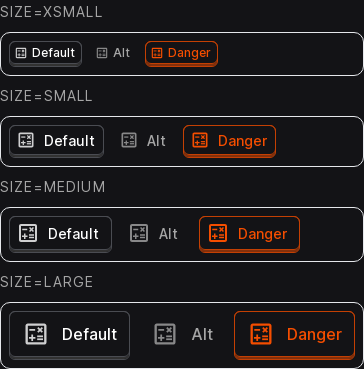 SIZE=XSMALL
Default Alt Danger
SIZE=SMALL
Default Alt Danger
SIZE=MEDIUM
Default Alt Danger
SIZE=LARGE
Default Alt Danger